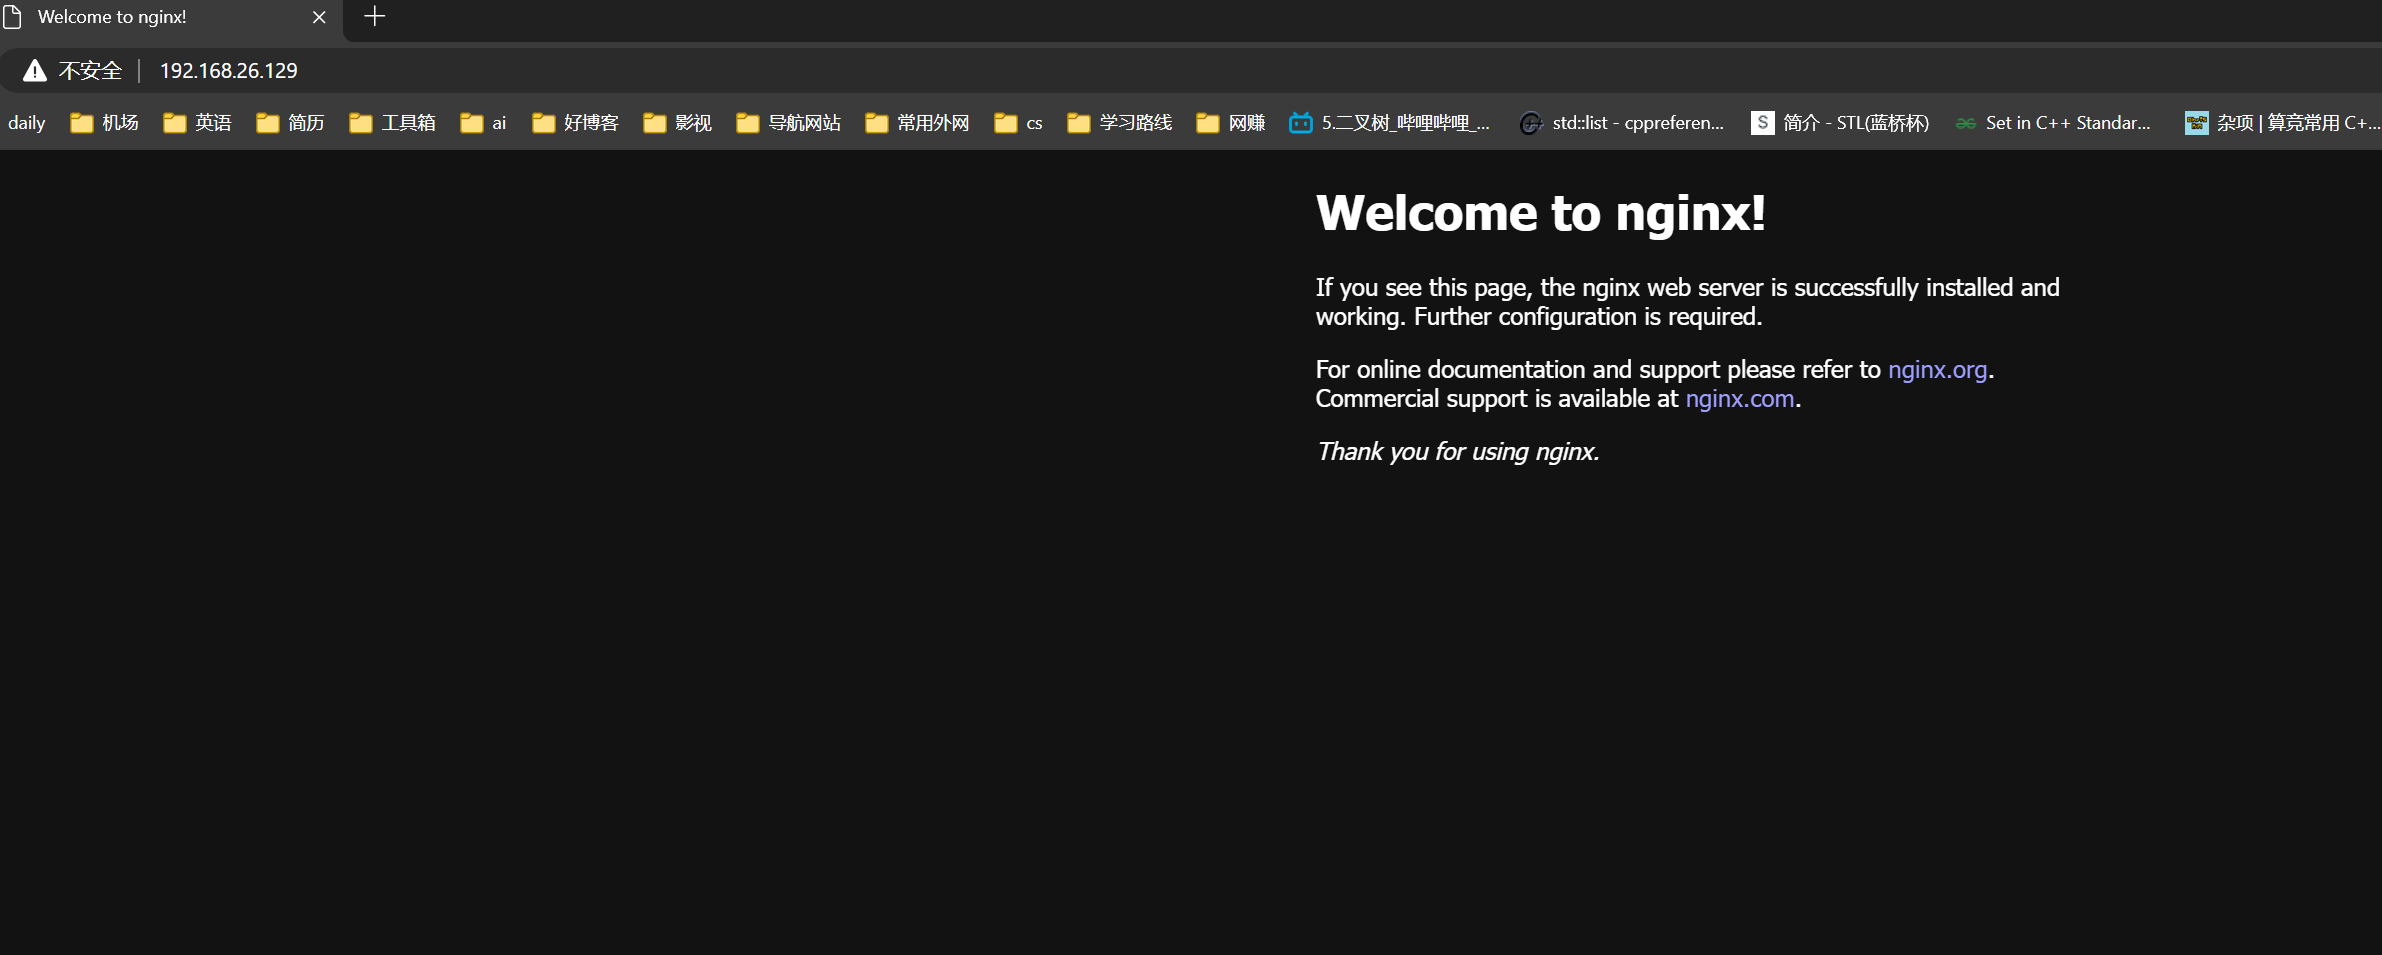 Welcome to nginx!
不安全 192.168.26.129
daily 机场 英语 简历 工具箱 ai 好博客 影视 导航网站 常用外网 cs 学习路线 网赚 5.二叉树_哔哩哔哩_... std::list - cppreferen... S 简介 - STL(蓝桥杯) Set in C++ Standar... 杂项 | 算竞常用 C+...
Welcome to nginx!
If you see this page, the nginx web server is successfully installed and
working. Further configuration is required.
For online documentation and support please refer to nginx.org.
Commercial support is available at nginx.com.
Thank you for using nginx.